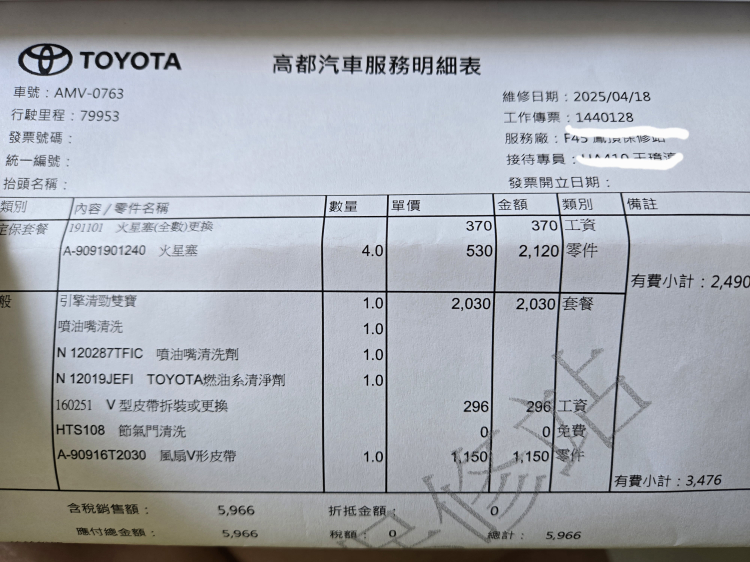 TOYOTA 高都汽車服務明細表
車號：AMV-0763
行駛里程：79953
發票號碼：
統一編號：
抬頭名稱：
維修日期：2025/04/18
工作傳票：1440128
服務廠：
接待專員：
發票開立日期：
類別 內容 / 零件名稱 數量 單價 金額 類別 備註
定保套餐 191101 火星塞(全數)更換 370 370 工資
A-9091901240 火星塞 4.0 530 2,120 零件
有費小計：2,490
般 引擎清勁雙寶 1.0 2,030 2,030 套餐
噴油嘴清洗 1.0
N 120287TFIC 噴油嘴清洗劑 1.0
N 12019JEFI TOYOTA燃油系清淨劑 1.0
160251 V 型皮帶拆裝或更換 296 296 工資
HTS108 節氣門清洗 0 0 免費
A-90916T2030 風扇V形皮帶 1.0 1,150 1,150 零件
有費小計：3,476
含稅銷售額： 5,966 折抵金額： 0
應付總金額： 5,966 稅額： 0 總計： 5,966
修站